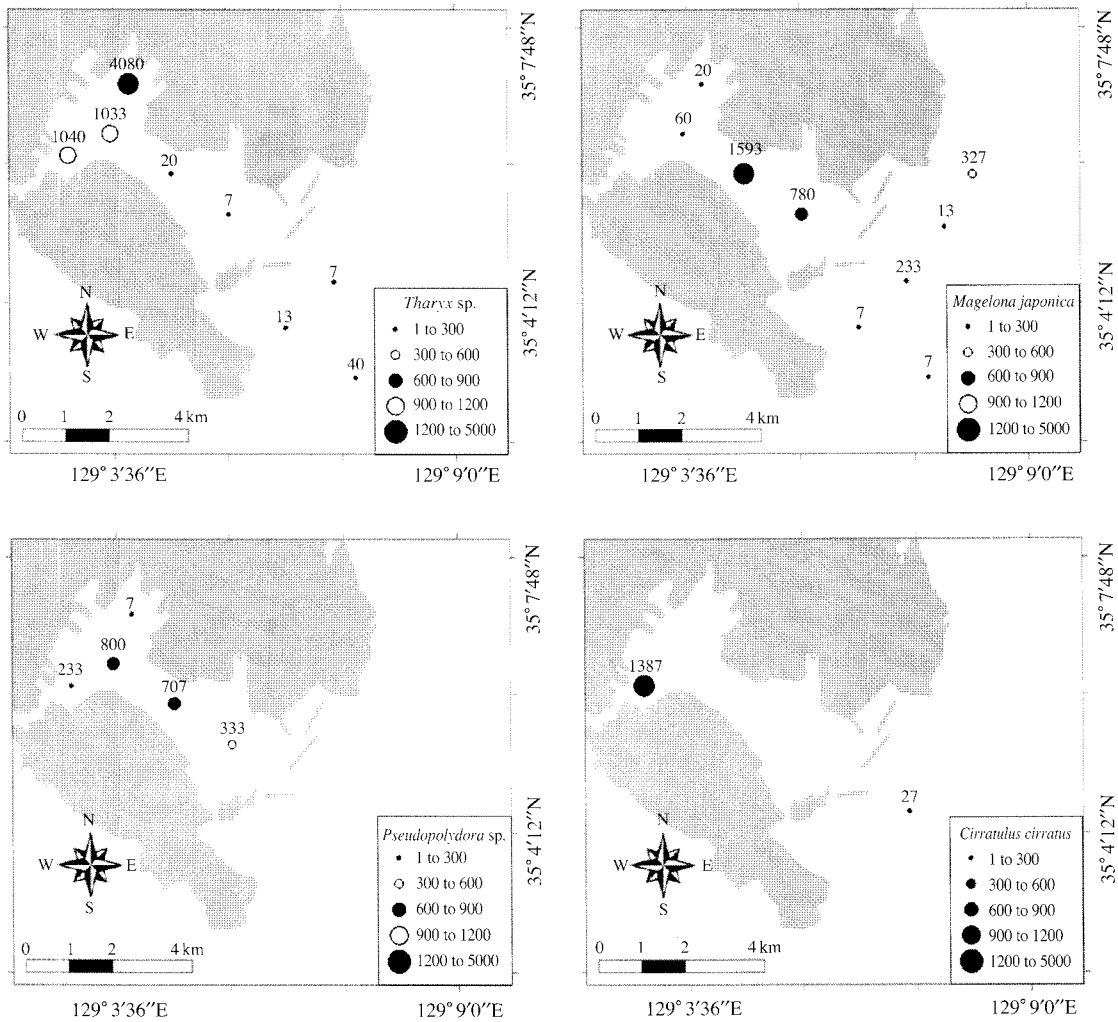 4080
1033
1040
20
7
7
13
40
N
W E
S
Tharyx sp.
1 to 300
300 to 600
600 to 900
900 to 1200
1200 to 5000
0 1 2 4 km
35° 7′48″N
35° 4′12″N
129° 3′36″E
129° 9′0″E
20
60
1593
780
327
13
233
7
7
N
W E
S
Magelona japonica
1 to 300
300 to 600
600 to 900
900 to 1200
1200 to 5000
0 1 2 4 km
35° 7′48″N
35° 4′12″N
129° 3′36″E
129° 9′0″E
7
800
233
707
333
N
W E
S
Pseudopolydora sp.
1 to 300
300 to 600
600 to 900
900 to 1200
1200 to 5000
0 1 2 4 km
35° 7′48″N
35° 4′12″N
129° 3′36″E
129° 9′0″E
1387
27
N
W E
S
Cirratulus cirratus
1 to 300
300 to 600
600 to 900
900 to 1200
1200 to 5000
0 1 2 4 km
35° 7′48″N
35° 4′12″N
129° 3′36″E
129° 9′0″E